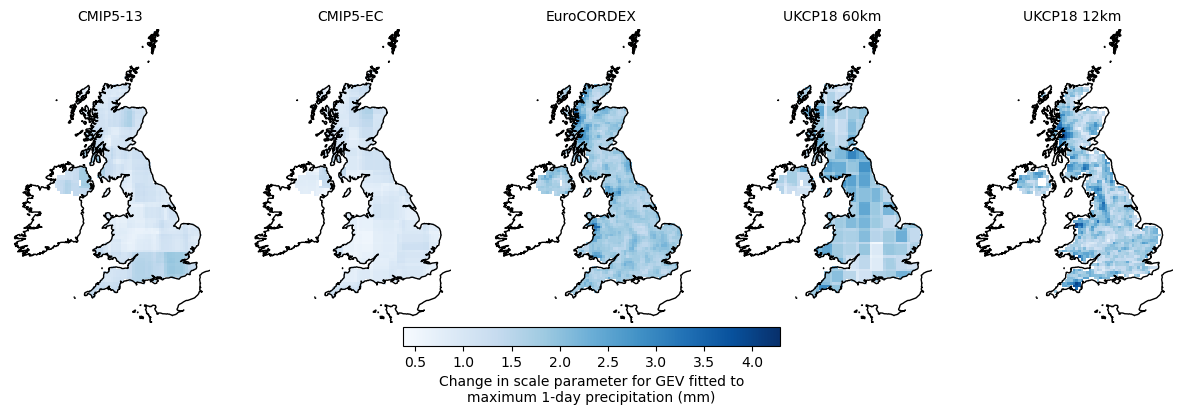 CMIP5-13
CMIP5-EC
EuroCORDEX
UKCP18 60km
UKCP18 12km
0.5 1.0 1.5 2.0 2.5 3.0 3.5 4.0
Change in scale parameter for GEV fitted to
maximum 1-day precipitation (mm)